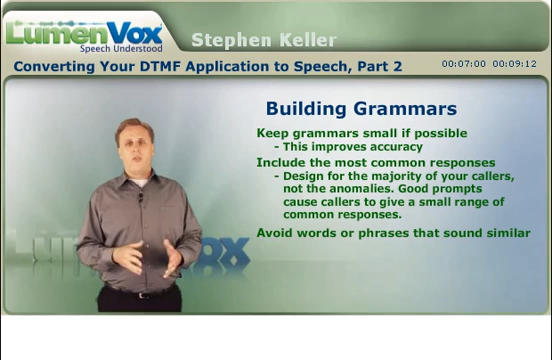 LumenVox
Speech Understood
Stephen Keller
Converting Your DTMF Application to Speech, Part 2
00:07:00 00:09:12
Building Grammars
Keep grammars small if possible
- This improves accuracy
Include the most common responses
- Design for the majority of your callers,
not the anomalies. Good prompts
cause callers to give a small range of
common responses.
Avoid words or phrases that sound similar
LumenVox